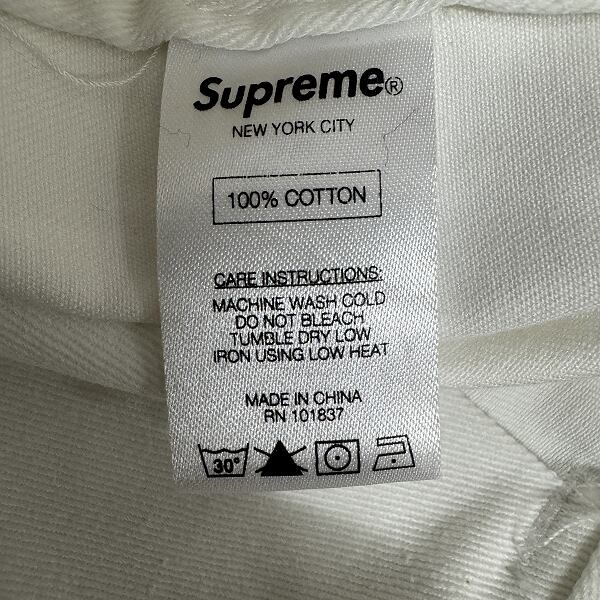 Supreme®
NEW YORK CITY
100% COTTON
CARE INSTRUCTIONS:
MACHINE WASH COLD
DO NOT BLEACH
TUMBLE DRY LOW
IRON USING LOW HEAT
MADE IN CHINA
RN 101837
30°